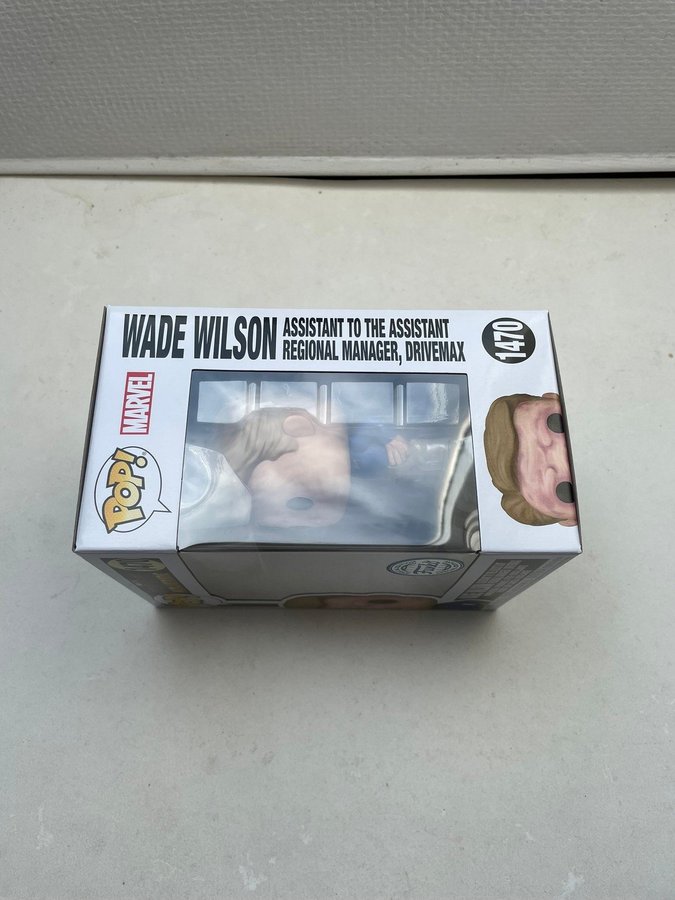 WADE WILSON
ASSISTANT TO THE ASSISTANT
REGIONAL MANAGER, DRIVEMAX
1470
MARVEL
POP!